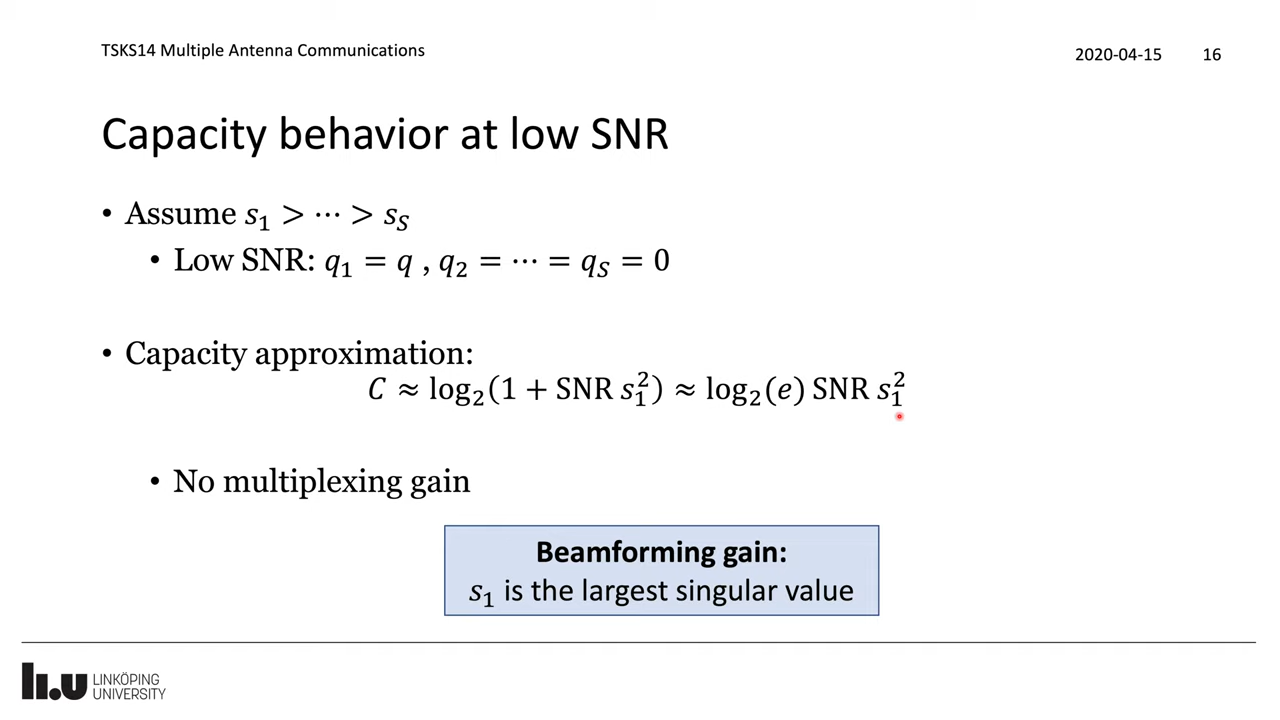 TSKS14 Multiple Antenna Communications
2020-04-15 16
Capacity behavior at low SNR
• Assume s₁ > ⋯ > s_S
• Low SNR: q₁ = q , q₂ = ⋯ = q_S = 0
• Capacity approximation:
C ≈ log₂(1 + SNR s₁²) ≈ log₂(e) SNR s₁²
• No multiplexing gain
Beamforming gain:
s₁ is the largest singular value
li.u LINKÖPING
UNIVERSITY